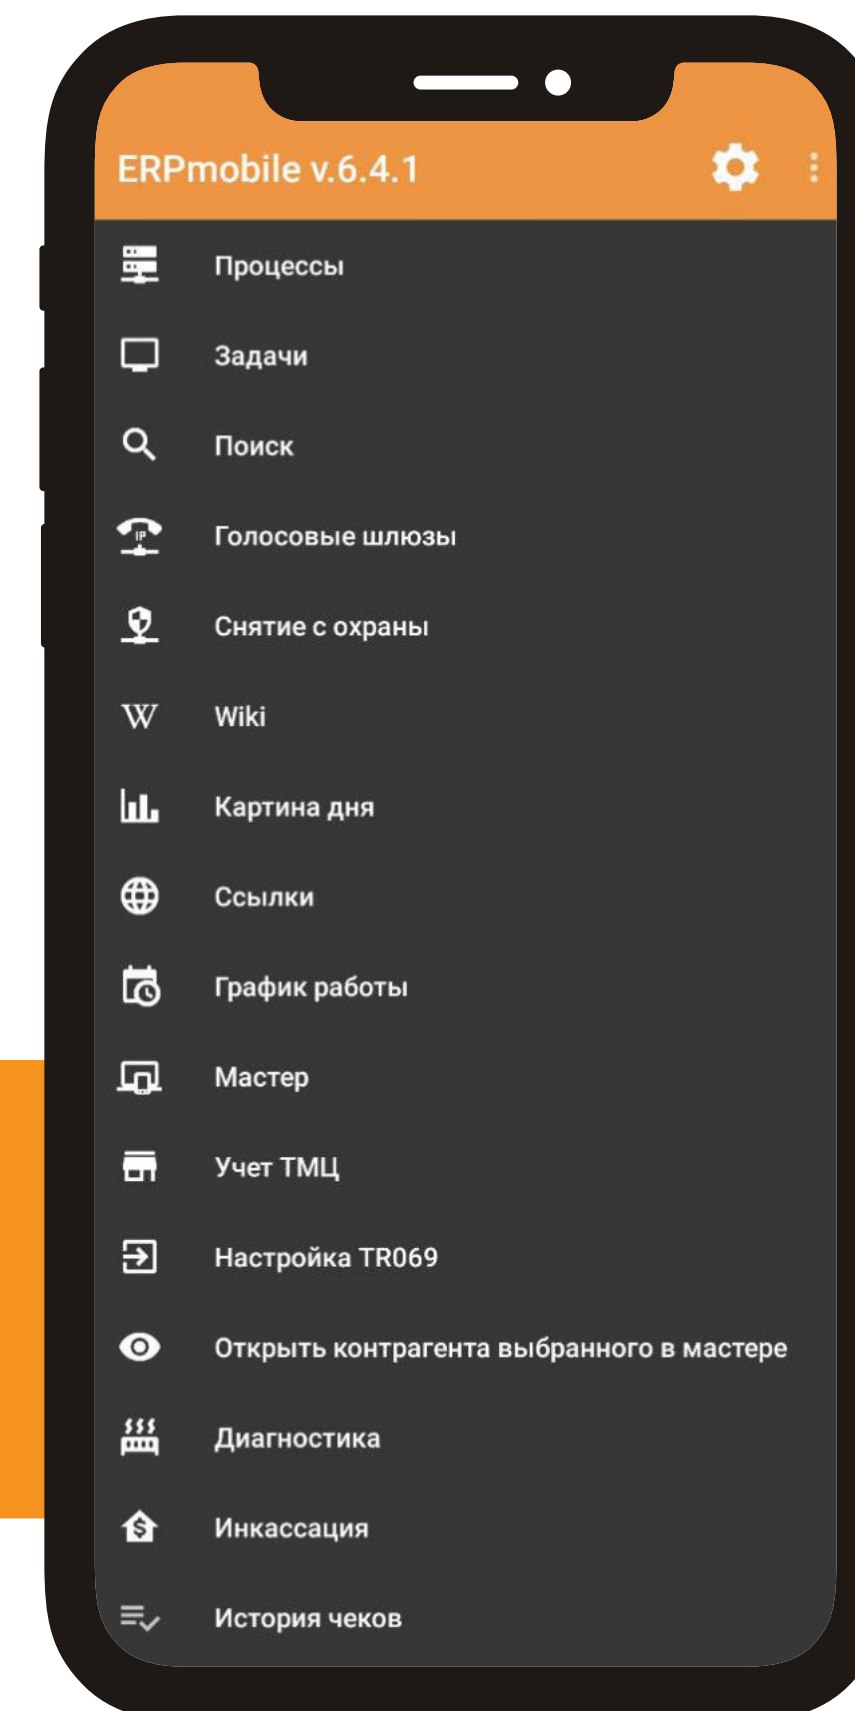 ERPmobile v.6.4.1
Процессы
Задачи
Поиск
IP
Голосовые шлюзы
Снятие с охраны
W
Wiki
Картина дня
Ссылки
График работы
Мастер
Учет ТМЦ
Настройка TR069
Открыть контрагента выбранного в мастере
Диагностика
$
Инкассация
История чеков